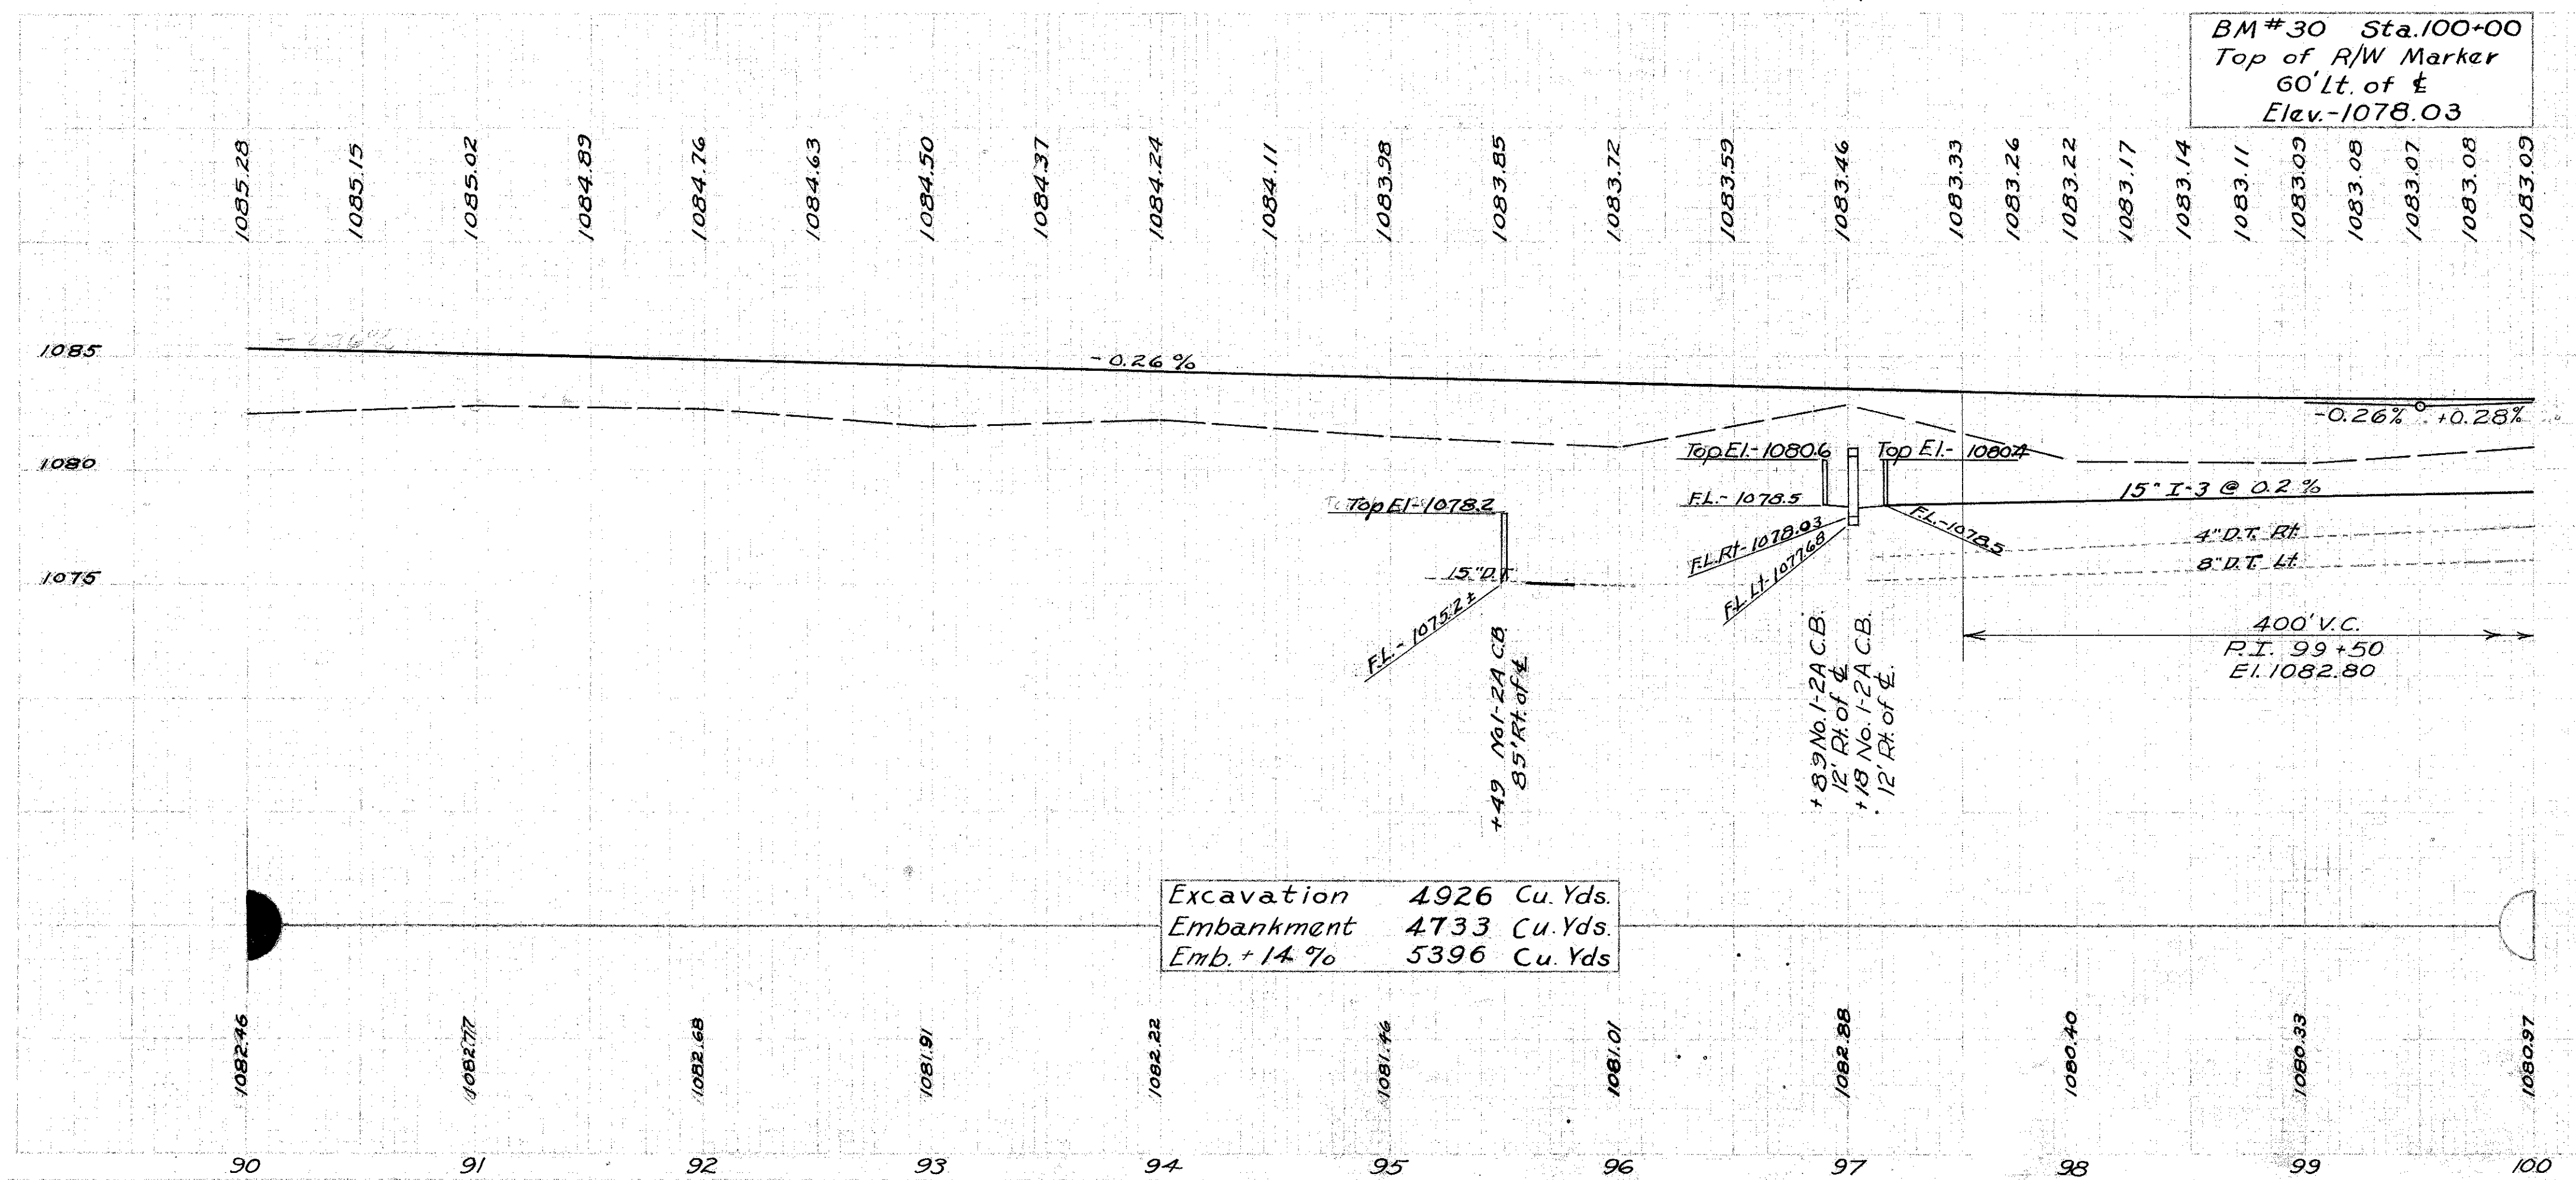 BM#30 Sta.100+00
Top of R/W Marker
60' Lt. of ℄
Elev.-1078.03
1085.28
1085.15
1085.02
1084.89
1084.76
1084.63
1084.50
1084.37
1084.24
1084.11
1083.98
1083.85
1083.72
1083.59
1083.46
1083.33
1083.26
1083.22
1083.17
1083.14
1083.11
1083.09
1083.08
1083.07
1083.08
1083.09
1085
-0.26%
-0.26% +0.28%
1080
Top El.-1080.6
Top El.-1080.4
F.L.-1078.5
15" I-3 @ 0.2%
Top El-1078.2
F.L.Rt-1078.03
F.L.-1078.5
4" D.T. Rt.
F.L. Lt-1077.68
8" D.T. Lt.
1075
15" D.T.
F.L.-1075.2±
400' V.C.
P.I. 99+50
El. 1082.80
+49 No1-2A C.B.
85' Rt. of ℄
+89 No.1-2A C.B.
12' Rt. of ℄
+18 No.1-2A C.B.
12' Rt. of ℄
Excavation 4926 Cu. Yds.
Embankment 4733 Cu. Yds.
Emb. + 14% 5396 Cu. Yds
1082.46
1082.77
1082.68
1081.91
1082.22
1081.46
1081.01
1082.88
1080.40
1080.33
1080.97
90 91 92 93 94 95 96 97 98 99 100